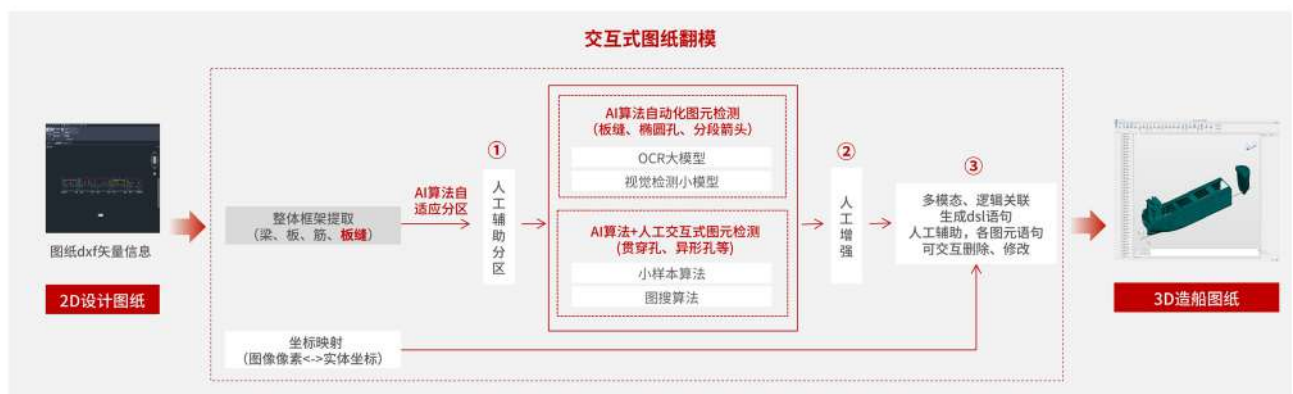 交互式图纸翻模
图纸dxf矢量信息
2D设计图纸
整体框架提取
（梁、板、筋、板缝）
AI算法自
适应分区
①
人工辅助分区
AI算法自动化图元检测
（板缝、椭圆孔、分段箭头）
OCR大模型
视觉检测小模型
AI算法+人工交互式图元检测
(贯穿孔、异形孔等)
小样本算法
图搜算法
②
人工增强
③
多模态、逻辑关联
生成dsl语句
人工辅助，各图元语句
可交互删除、修改
坐标映射
（图像像素<->实体坐标）
3D造船图纸